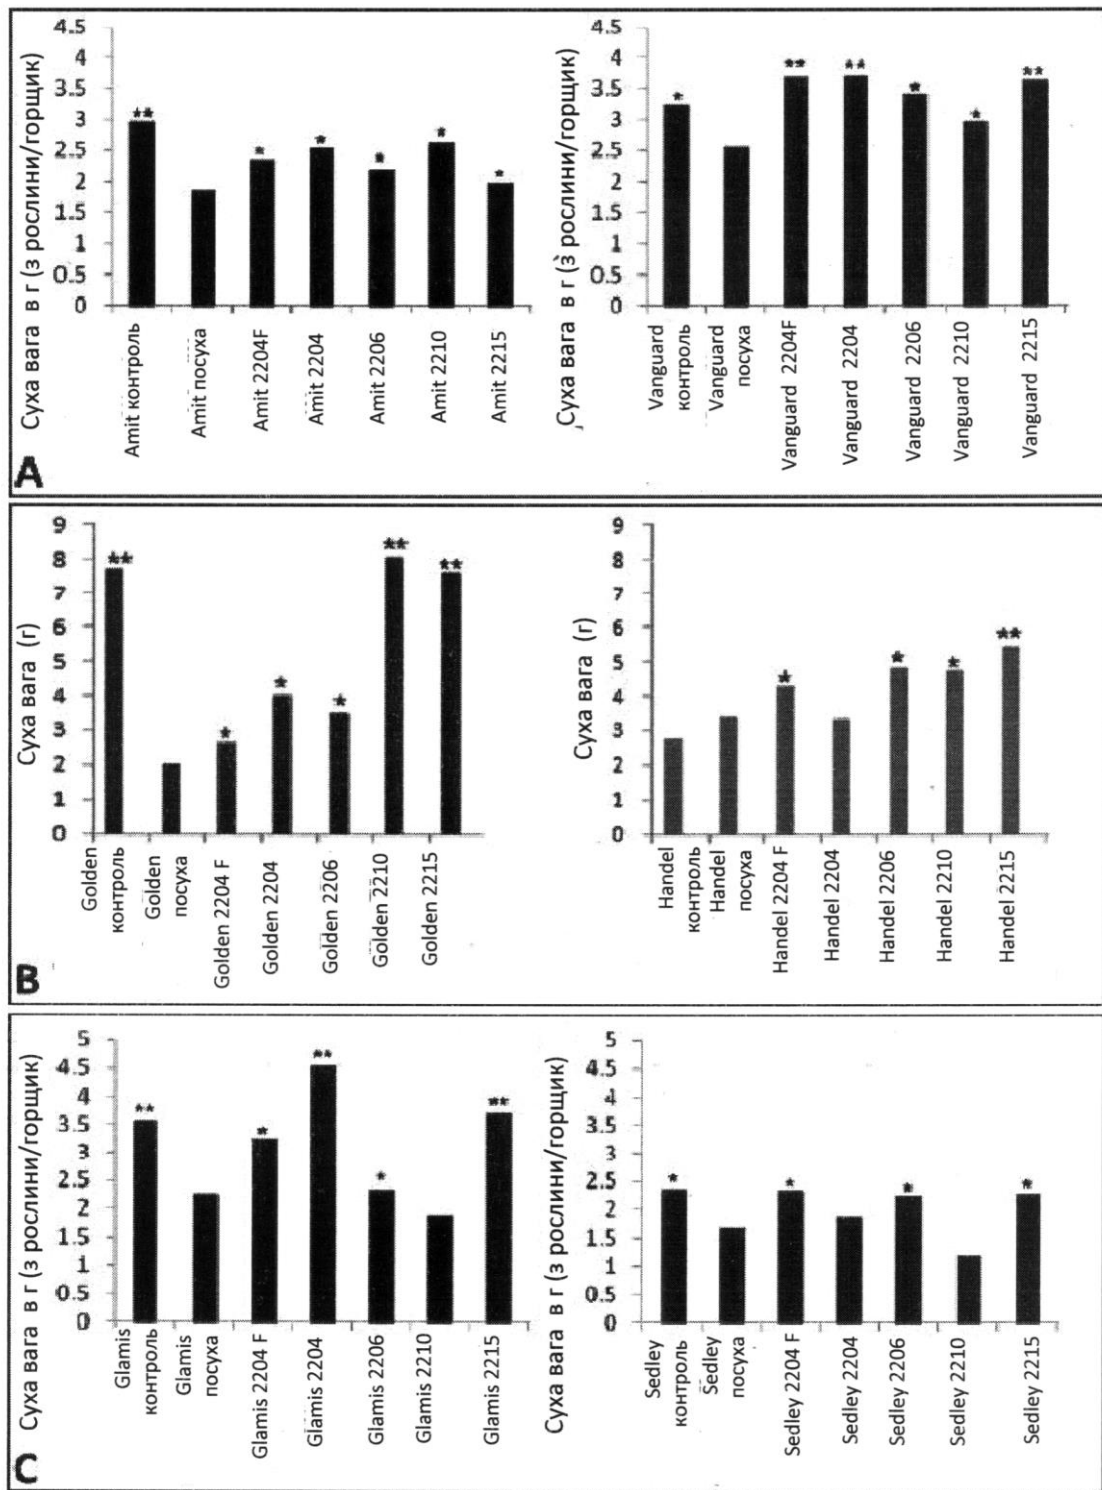 Суха вага в г (з рослини/горщик)
4.5
4
3.5
3
2.5
2
1.5
1
0.5
0
**
*
*
*
*
*
Amit контроль
Amit посуха
Amit 2204F
Amit 2204
Amit 2206
Amit 2210
Amit 2215
Суха вага в г (з рослини/горщик)
4.5
4
3.5
3
2.5
2
1.5
1
0.5
0
*
**
**
*
*
**
Vanguard
контроль
Vanguard
посуха
Vanguard 2204F
Vanguard 2204
Vanguard 2206
Vanguard 2210
Vanguard 2215
A
Суха вага (г)
9
8
7
6
5
4
3
2
1
0
**
*
*
*
**
**
Golden
контроль
Golden
посуха
Golden 2204 F
Golden 2204
Golden 2206
Golden 2210
Golden 2215
Суха вага (г)
9
8
7
6
5
4
3
2
1
0
*
*
*
**
Handel
контроль
Handel
посуха
Handel 2204 F
Handel 2204
Handel 2206
Handel 2210
Handel 2215
B
Суха вага в г (з рослини/горщик)
5
4.5
4
3.5
3
2.5
2
1.5
1
0.5
0
**
*
**
*
**
Glamis
контроль
Glamis
посуха
Glamis 2204 F
Glamis 2204
Glamis 2206
Glamis 2210
Glamis 2215
Суха вага в г (з рослини/горщик)
5
4.5
4
3.5
3
2.5
2
1.5
1
0.5
0
*
*
*
*
Sedley
контроль
Sedley
посуха
Sedley 2204 F
Sedley 2204
Sedley 2206
Sedley 2210
Sedley 2215
C